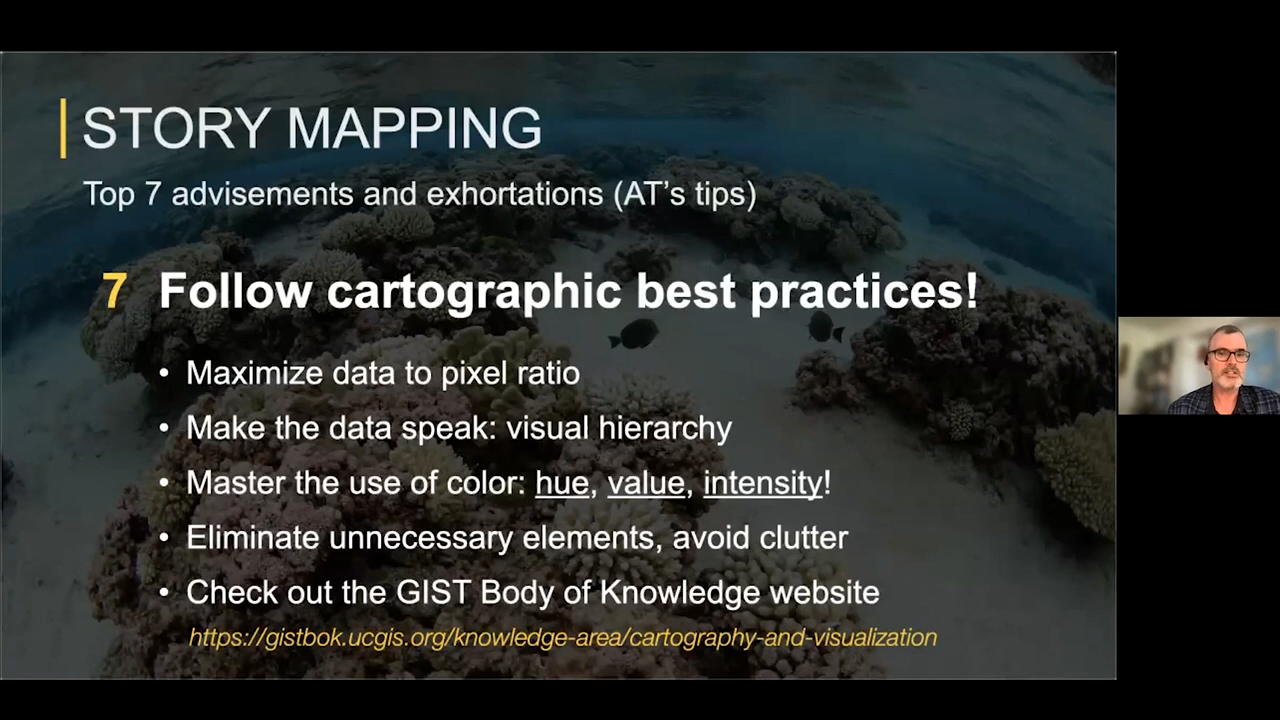 STORY MAPPING
Top 7 advisements and exhortations (AT's tips)
7 Follow cartographic best practices!
• Maximize data to pixel ratio
• Make the data speak: visual hierarchy
• Master the use of color: hue, value, intensity!
• Eliminate unnecessary elements, avoid clutter
• Check out the GIST Body of Knowledge website
https://gistbok.ucgis.org/knowledge-area/cartography-and-visualization